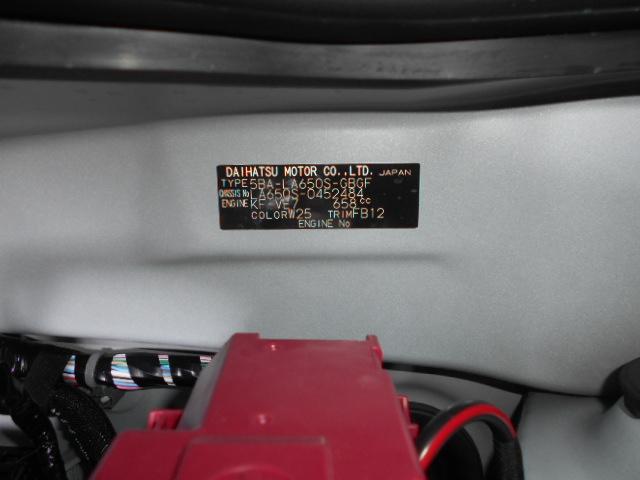 DAIHATSU MOTOR CO.,LTD. JAPAN
TYPE 5BA-LA650S-GBGF
CHASSIS No LA650S-0452484
ENGINE KF-VE7 658cc
COLOR W25 TRIM FB12
ENGINE No